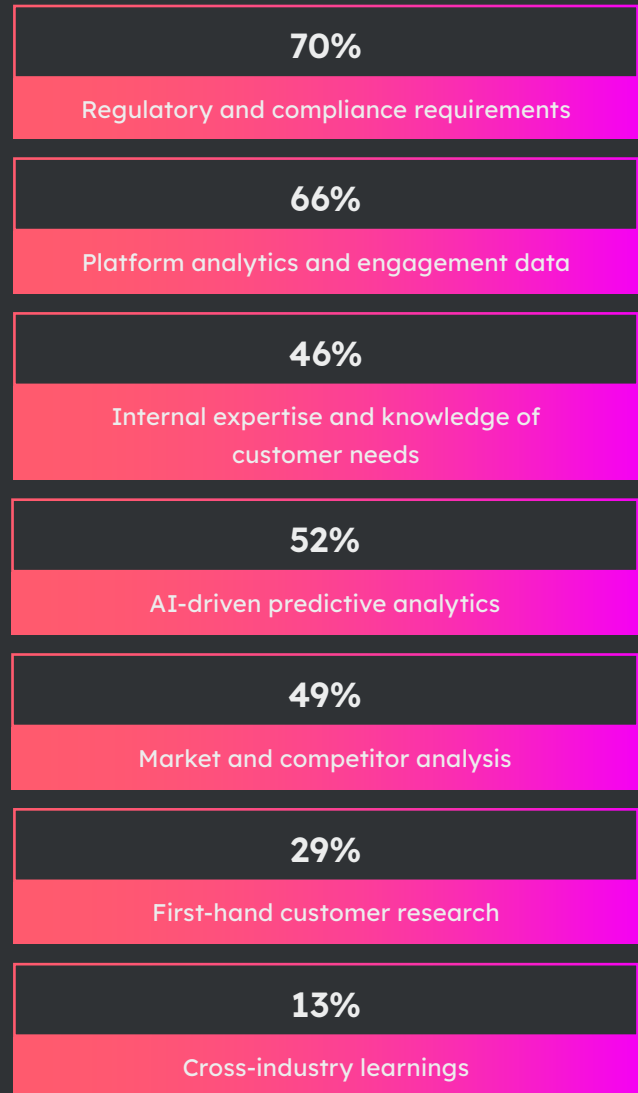 70%
Regulatory and compliance requirements
66%
Platform analytics and engagement data
46%
Internal expertise and knowledge of
customer needs
52%
AI-driven predictive analytics
49%
Market and competitor analysis
29%
First-hand customer research
13%
Cross-industry learnings